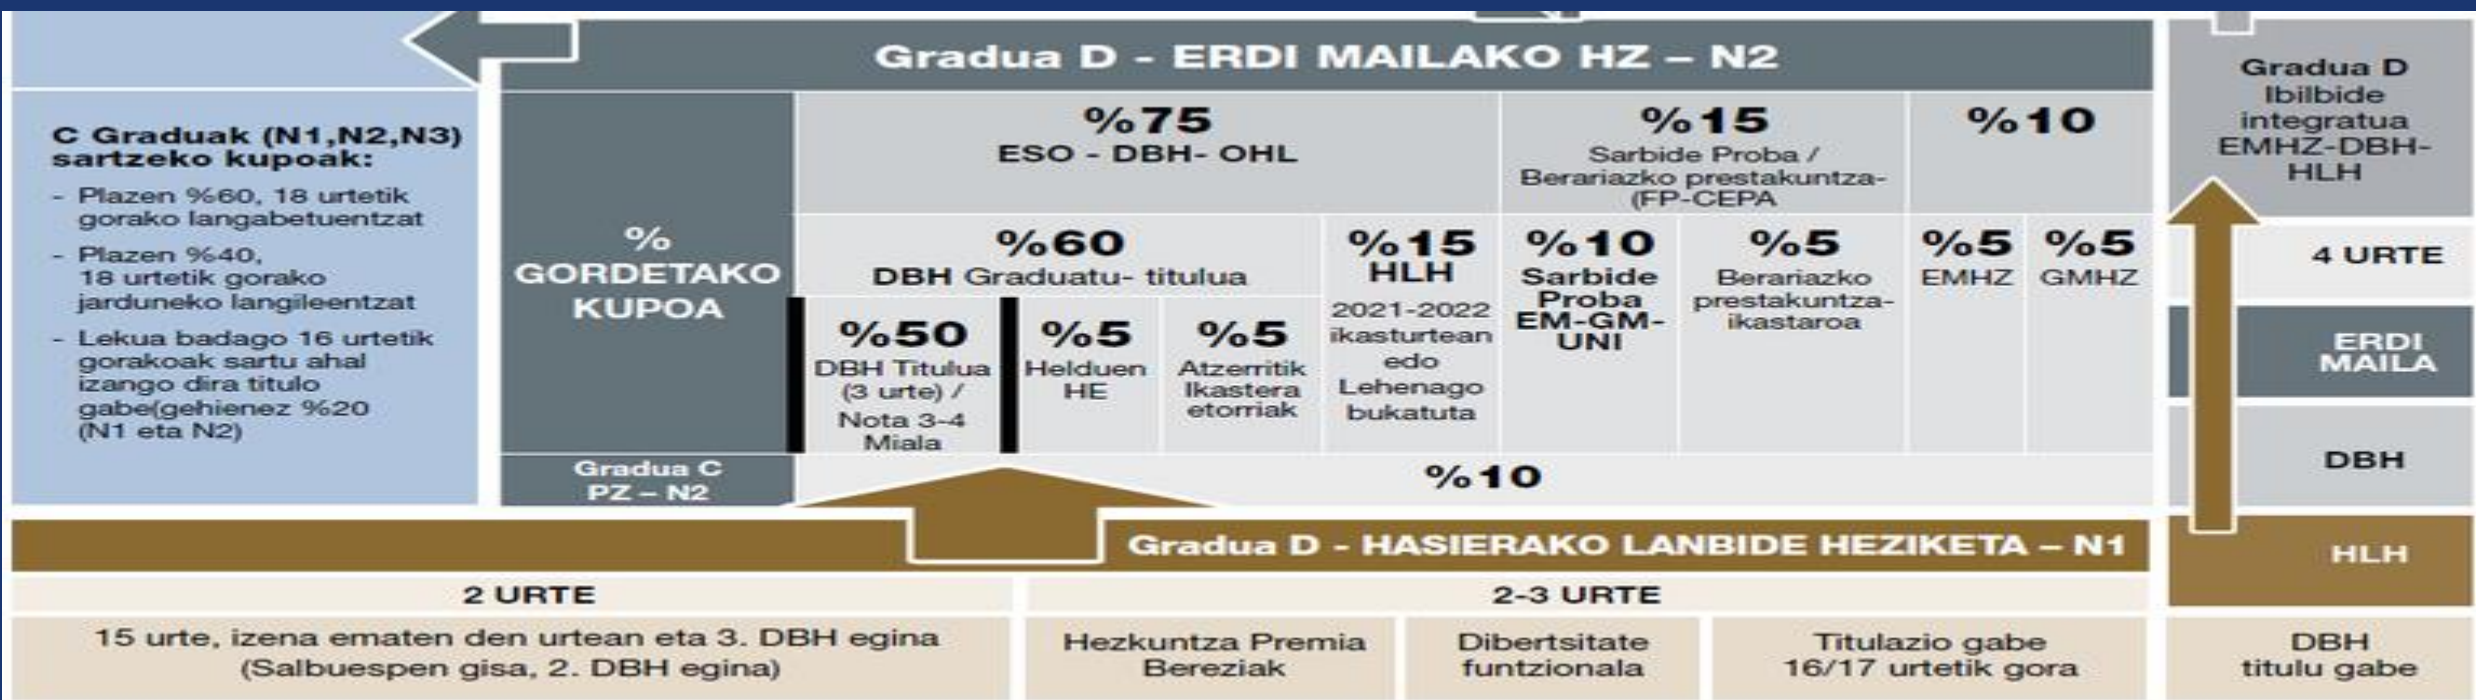 Gradua D - ERDI MAILAKO HZ – N2
C Graduak (N1,N2,N3)
sartzeko kupoak:
- Plazen %60, 18 urtetik
gorako langabetuentzat
- Plazen %40,
18 urtetik gorako
jarduneko langileentzat
- Lekua badago 16 urtetik
gorakoak sartu ahal
izango dira titulo
gabe(gehienez %20
(N1 eta N2)
%
GORDETAKO
KUPOA
%75
ESO - DBH- OHL
%15
Sarbide Proba /
Berariazko prestakuntza-
(FP-CEPA
%10
%60
DBH Graduatu- titulua
%15
HLH
2021-2022
ikasturtean
edo
Lehenago
bukatuta
%10
Sarbide
Proba
EM-GM-
UNI
%5
Berariazko
prestakuntza-
ikastaroa
%5
EMHZ
%5
GMHZ
%50
DBH Titulua
(3 urte) /
Nota 3-4
Miala
%5
Helduen
HE
%5
Atzerritik
Ikastera
etorriak
Gradua C
PZ – N2
%10
Gradua D
Ibilbide
integratua
EMHZ-DBH-
HLH
4 URTE
ERDI
MAILA
DBH
HLH
Gradua D - HASIERAKO LANBIDE HEZIKETA – N1
2 URTE
2-3 URTE
15 urte, izena ematen den urtean eta 3. DBH egina
(Salbuespen gisa, 2. DBH egina)
Hezkuntza Premia
Bereziak
Dibertsitate
funtzionala
Titulazio gabe
16/17 urtetik gora
DBH
titulu gabe